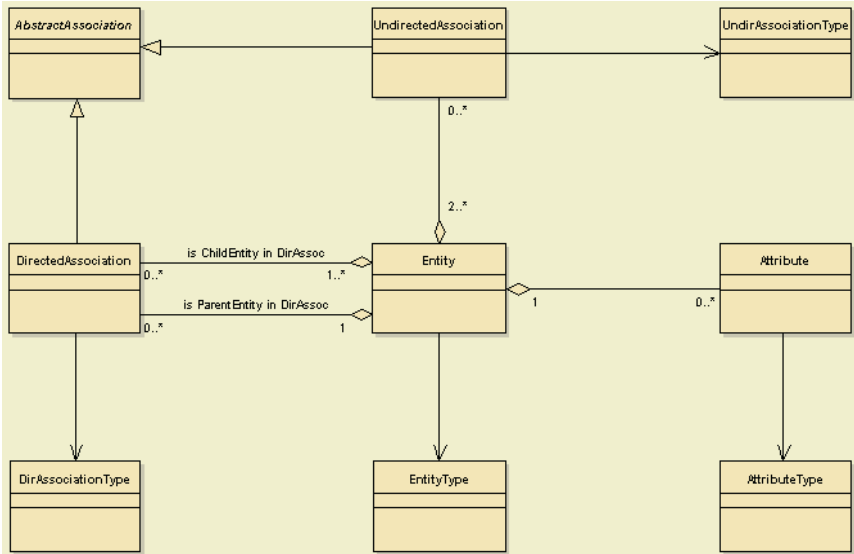 AbstractAssociation
UndirectedAssociation
UndirAssociationType
0..*
2..*
DirectedAssociation
is ChildEntity in DirAssoc
0..*
1..*
Entity
Attribute
is ParentEntity in DirAssoc
0..*
1
1
0..*
DirAssociationType
EntityType
AttributeType